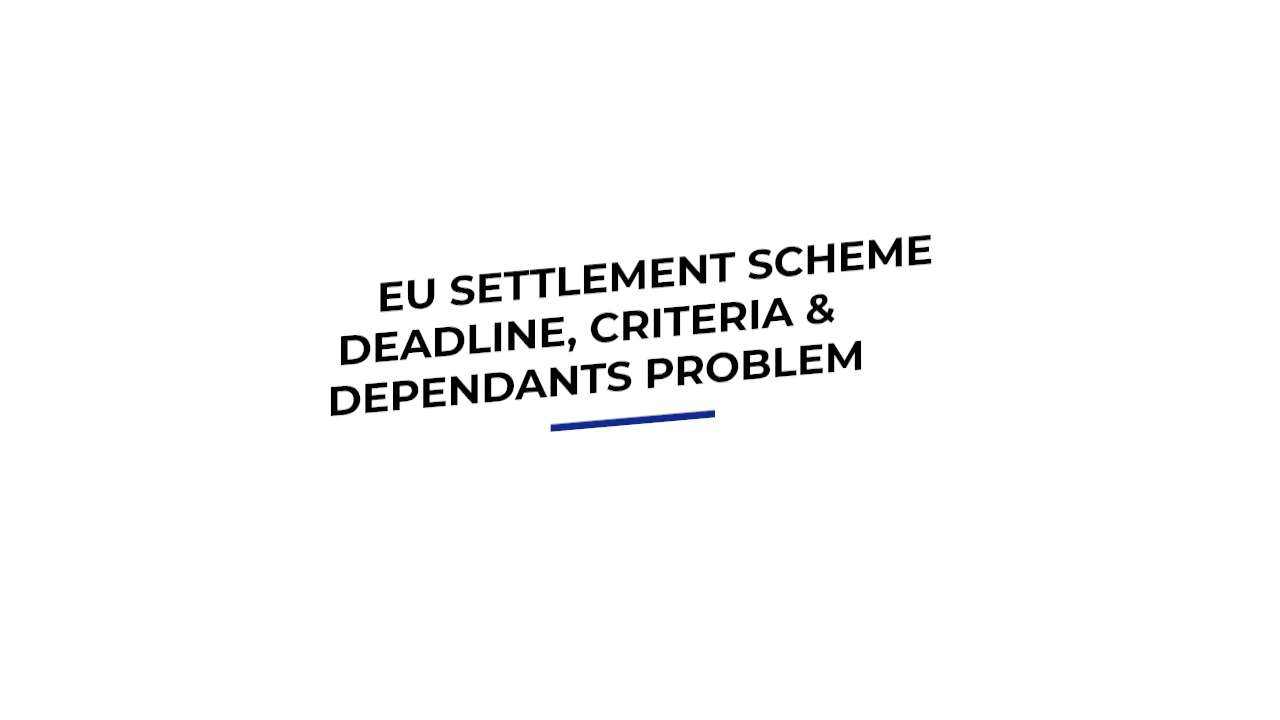 EU SETTLEMENT SCHEME
DEADLINE, CRITERIA &
DEPENDANTS PROBLEM